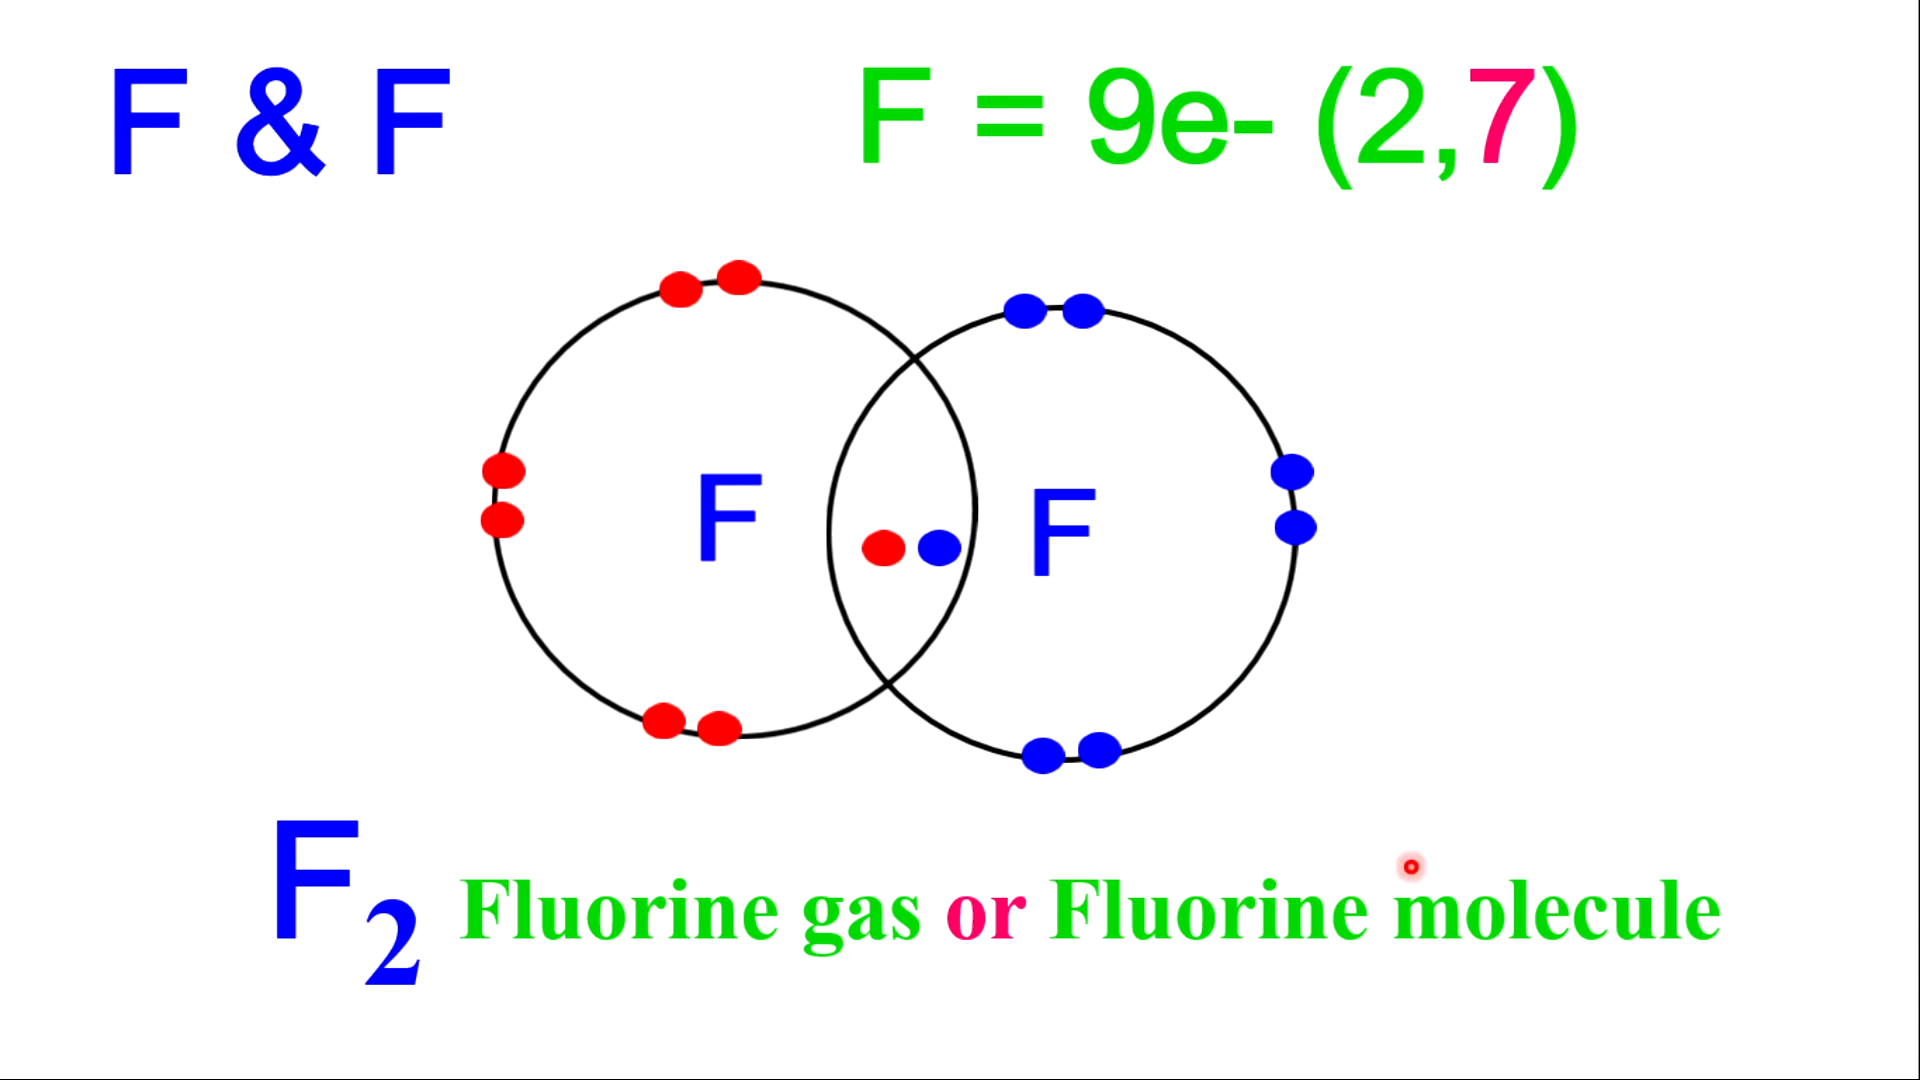 F & F
F = 9e- (2,7)
F F
F2 Fluorine gas or Fluorine molecule